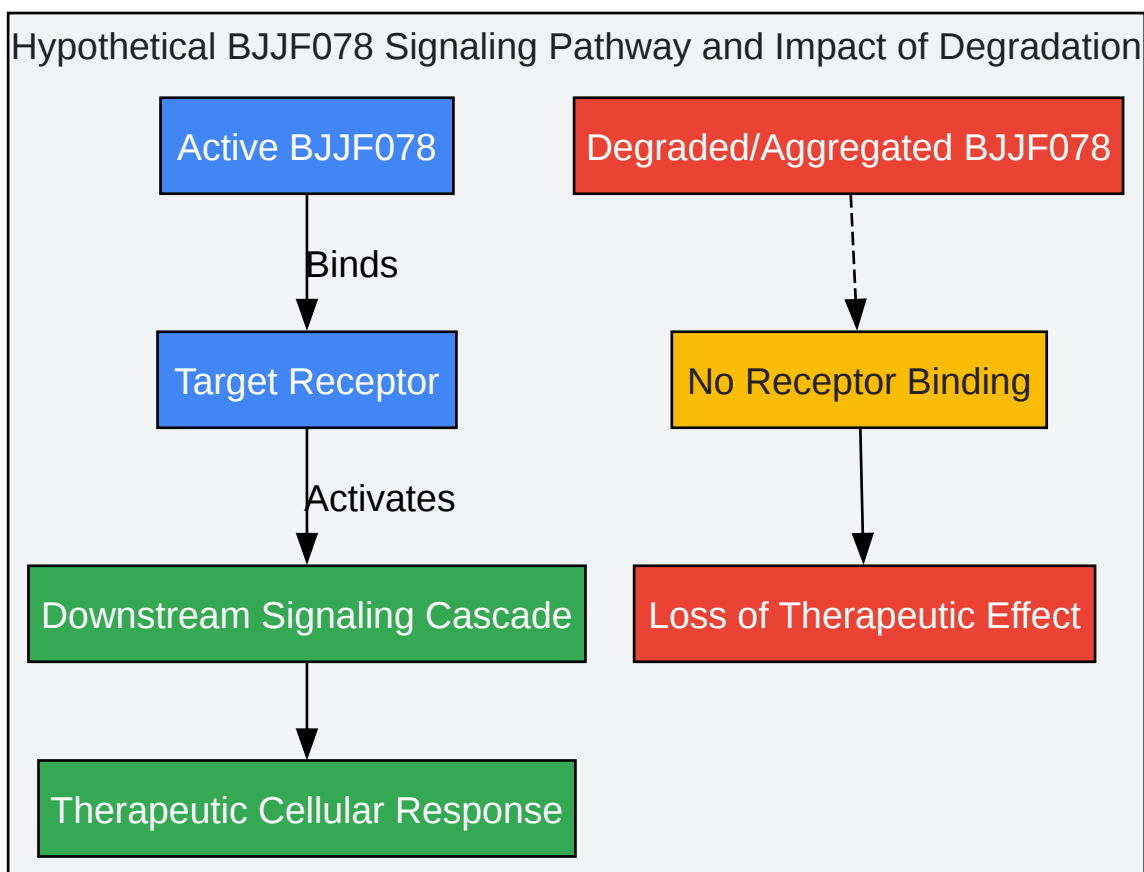 Hypothetical BJJF078 Signaling Pathway and Impact of Degradation
Active BJJF078
Degraded/Aggregated BJJF078
Binds
Target Receptor
No Receptor Binding
Activates
Downstream Signaling Cascade
Loss of Therapeutic Effect
Therapeutic Cellular Response